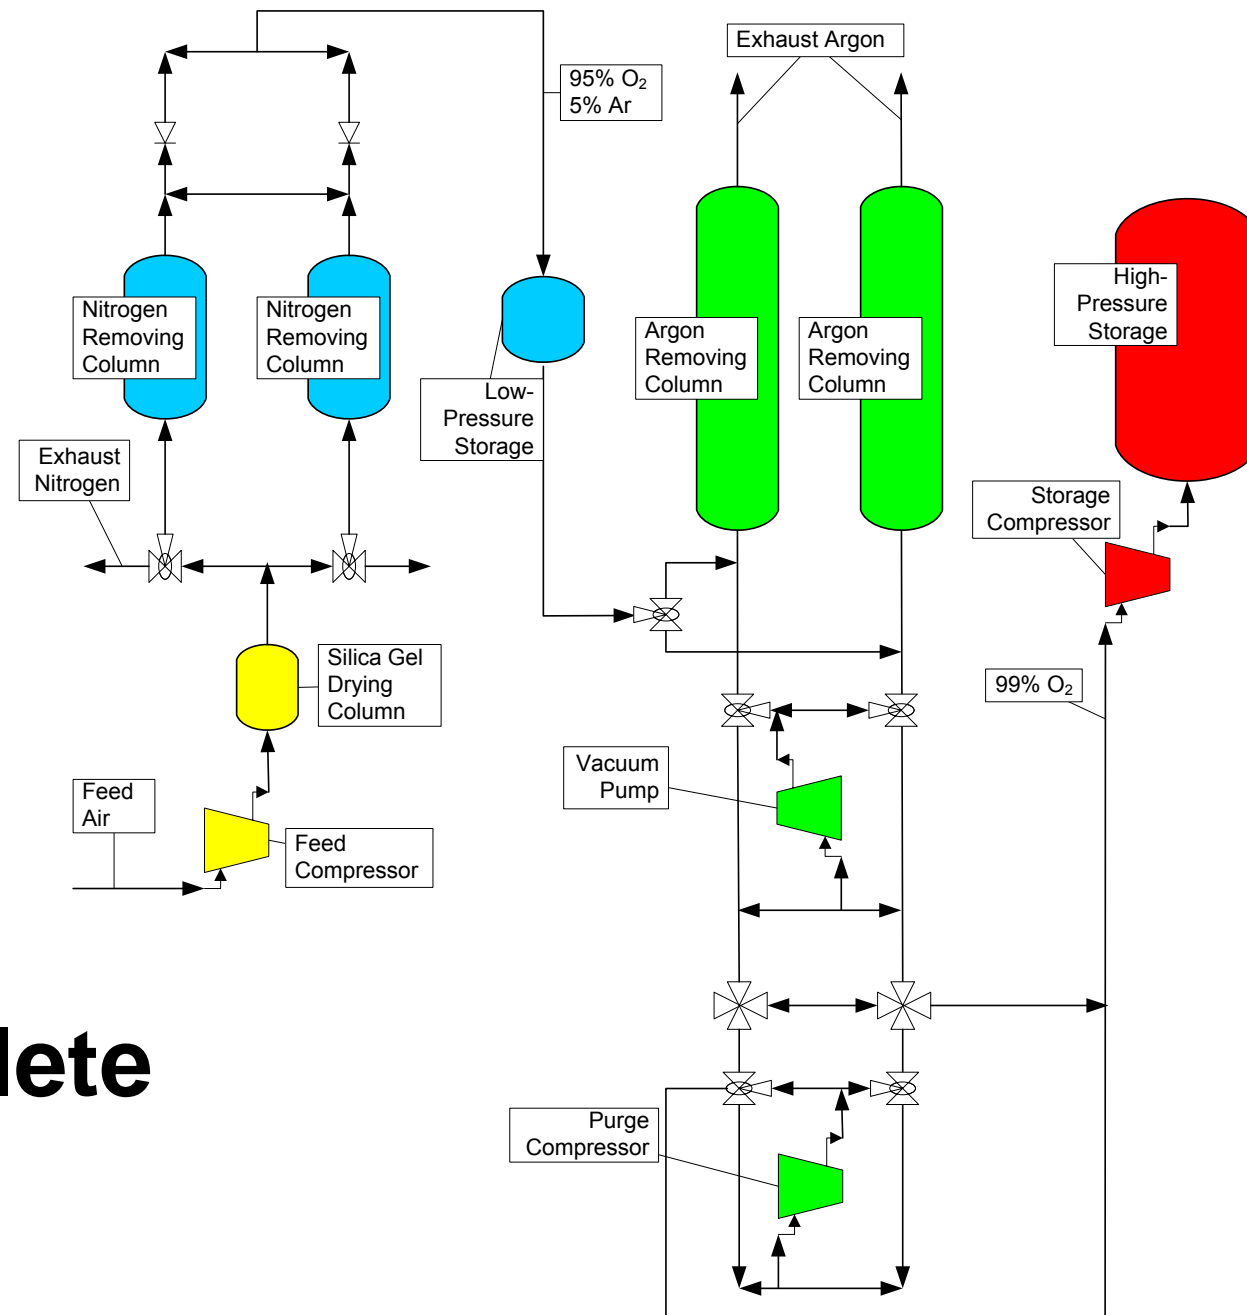 Exhaust Argon
95% O₂
5% Ar
Nitrogen
Removing
Column
Nitrogen
Removing
Column
Argon
Removing
Column
Argon
Removing
Column
High-
Pressure
Storage
Low-
Pressure
Storage
Exhaust
Nitrogen
Storage
Compressor
Silica Gel
Drying
Column
99% O₂
Vacuum
Pump
Feed
Air
Feed
Compressor
lete
Purge
Compressor